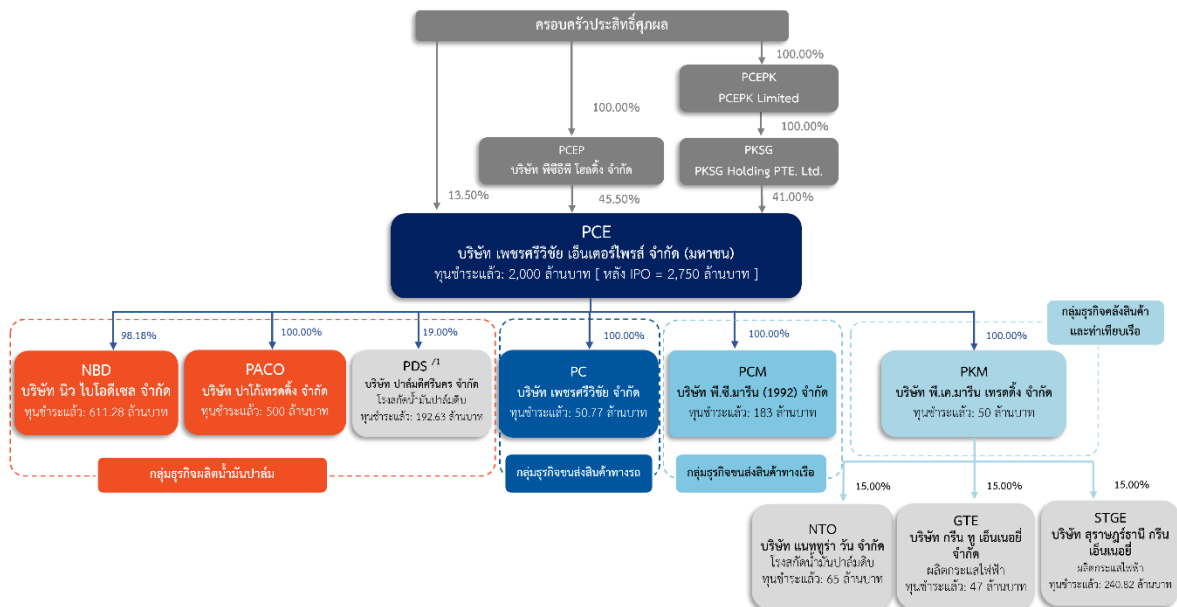 ครอบครัวประสิทธิ์ศุภผล
100.00%
PCEPK
PCEPK Limited
100.00%
100.00%
PCEP
บริษัท พีซีอีพี โฮลดิ้ง จำกัด
PKSG
PKSG Holding PTE. Ltd.
13.50%
45.50%
41.00%
PCE
บริษัท เพชรศรีวิชัย เอ็นเตอร์ไพรส์ จำกัด (มหาชน)
ทุนชำระแล้ว: 2,000 ล้านบาท [ หลัง IPO = 2,750 ล้านบาท ]
กลุ่มธุรกิจคลังสินค้า
และท่าเทียบเรือ
98.18%
100.00%
19.00%
100.00%
100.00%
100.00%
NBD
บริษัท นิว ไบโอดีเซล จำกัด
ทุนชำระแล้ว: 611.28 ล้านบาท
PACO
บริษัท ปาโก้เทรดดิ้ง จำกัด
ทุนชำระแล้ว: 500 ล้านบาท
PDS /1
บริษัท ปาล์มดีศรีนคร จำกัด
โรงสกัดน้ำมันปาล์มดิบ
ทุนชำระแล้ว: 192.63 ล้านบาท
PC
บริษัท เพชรศรีวิชัย จำกัด
ทุนชำระแล้ว: 50.77 ล้านบาท
PCM
บริษัท พี.ซี.มารีน (1992) จำกัด
ทุนชำระแล้ว: 183 ล้านบาท
PKM
บริษัท พี.เค.มารีน เทรดดิ้ง จำกัด
ทุนชำระแล้ว: 50 ล้านบาท
กลุ่มธุรกิจผลิตน้ำมันปาล์ม
กลุ่มธุรกิจขนส่งสินค้าทางรถ
กลุ่มธุรกิจขนส่งสินค้าทางเรือ
15.00%
15.00%
15.00%
NTO
บริษัท แนททูร่า วัน จำกัด
โรงสกัดน้ำมันปาล์มดิบ
ทุนชำระแล้ว: 65 ล้านบาท
GTE
บริษัท กรีน ทู เอ็นเนอยี่
จำกัด
ผลิตกระแสไฟฟ้า
ทุนชำระแล้ว: 47 ล้านบาท
STGE
บริษัท สุราษฎร์ธานี กรีน
เอ็นเนอยี่
ผลิตกระแสไฟฟ้า
ทุนชำระแล้ว: 240.82 ล้านบาท